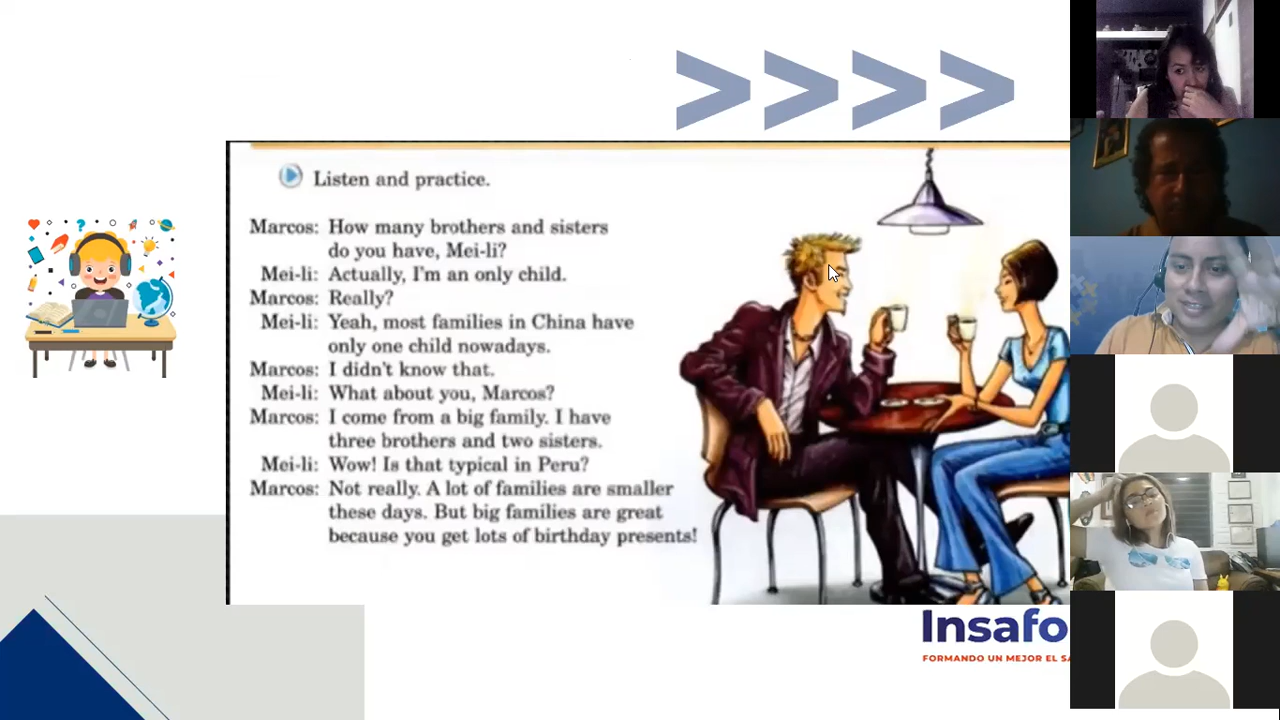 Listen and practice.
Marcos: How many brothers and sisters
do you have, Mei-li?
Mei-li: Actually, I'm an only child.
Marcos: Really?
Mei-li: Yeah, most families in China have
only one child nowadays.
Marcos: I didn't know that.
Mei-li: What about you, Marcos?
Marcos: I come from a big family. I have
three brothers and two sisters.
Mei-li: Wow! Is that typical in Peru?
Marcos: Not really. A lot of families are smaller
these days. But big families are great
because you get lots of birthday presents!
Insafo
FORMANDO UN MEJOR EL SA